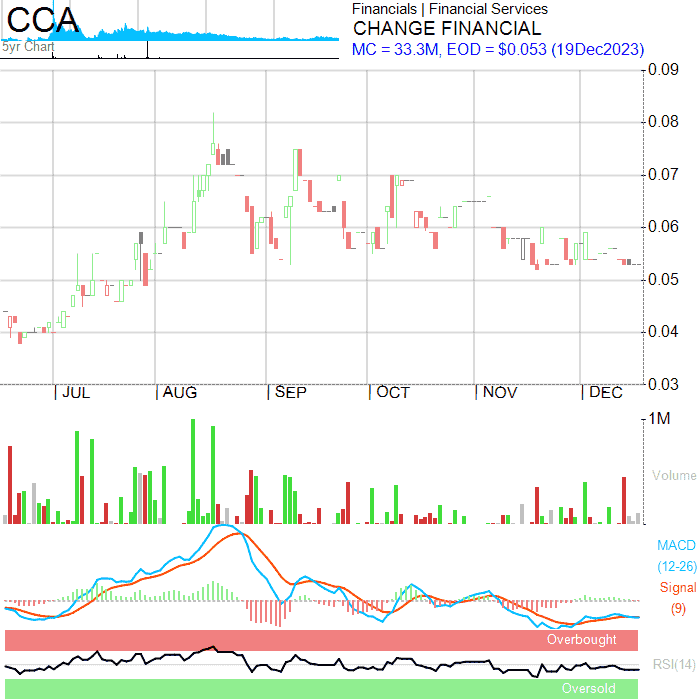 CCA
5yr Chart
Financials | Financial Services
CHANGE FINANCIAL
MC = 33.3M, EOD = $0.053 (19Dec2023)
0.09
0.08
0.07
0.06
0.05
0.04
0.03
JUL AUG SEP OCT NOV DEC
1M
Volume
MACD
(12-26)
Signal
(9)
Overbought
RSI(14)
Oversold